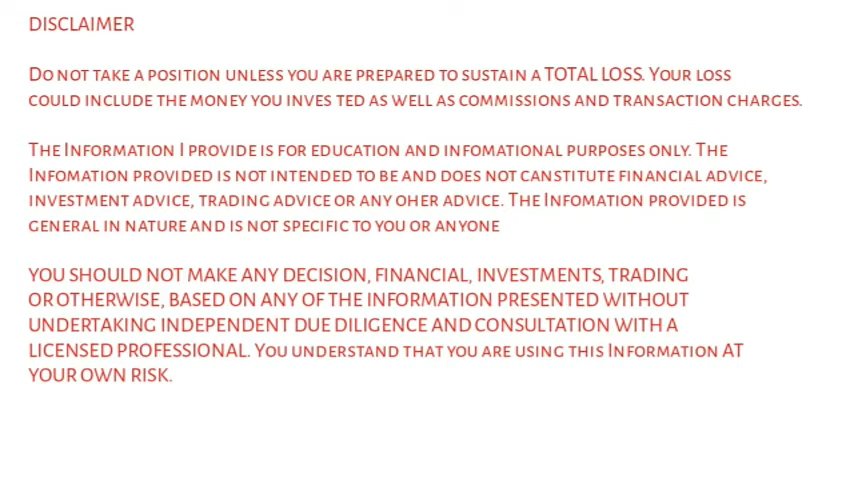 DISCLAIMER
Do not take a position unless you are prepared to sustain a TOTAL LOSS. Your loss
could include the money you inves ted as well as commissions and transaction charges.
The Information I provide is for education and infomational purposes only. The
Infomation provided is not intended to be and does not canstitute financial advice,
investment advice, trading advice or any oher advice. The Infomation provided is
general in nature and is not specific to you or anyone
YOU SHOULD NOT MAKE ANY DECISION, FINANCIAL, INVESTMENTS, TRADING
OR OTHERWISE, BASED ON ANY OF THE INFORMATION PRESENTED WITHOUT
UNDERTAKING INDEPENDENT DUE DILIGENCE AND CONSULTATION WITH A
LICENSED PROFESSIONAL. You understand that you are using this Information AT
YOUR OWN RISK.